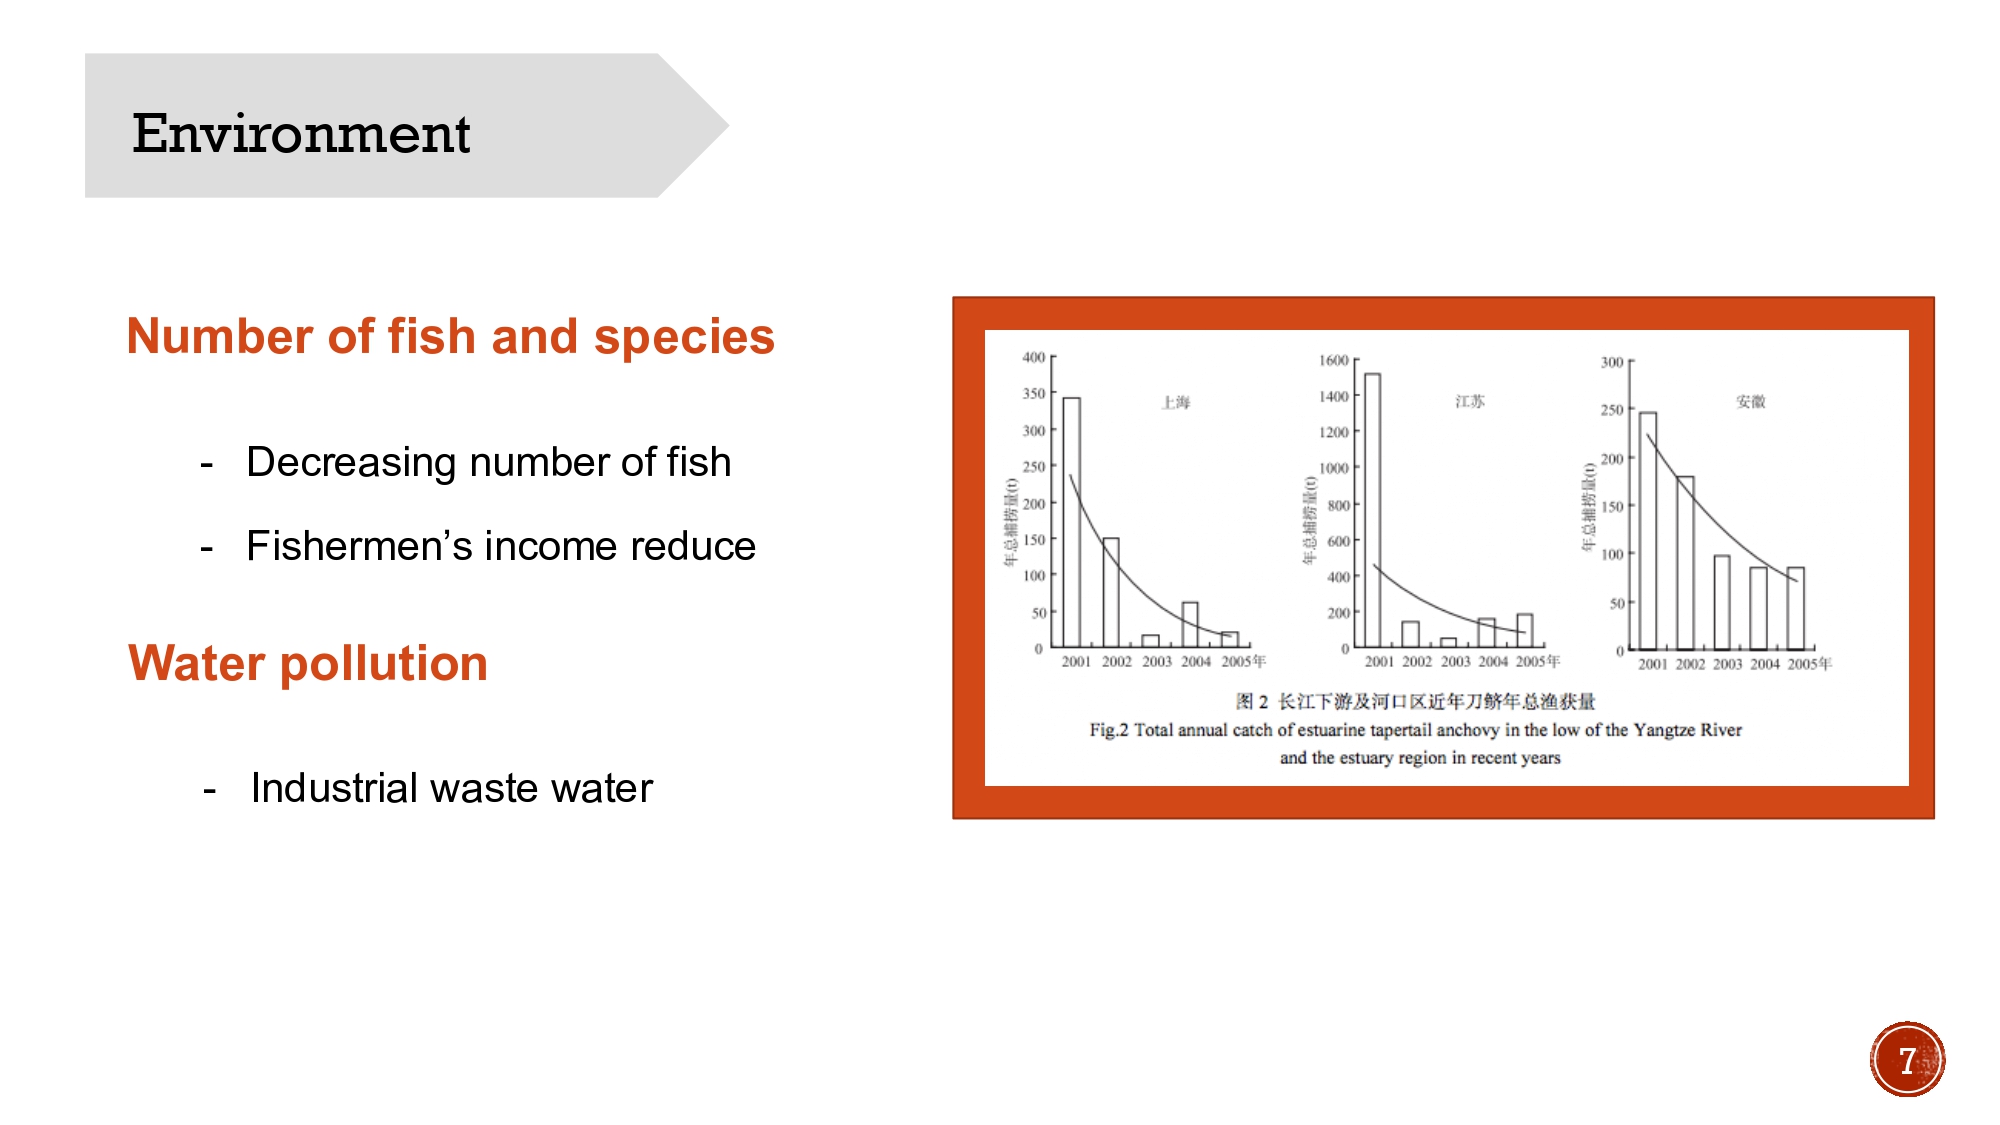 Environment
Number of fish and species
- Decreasing number of fish
- Fishermen’s income reduce
Water pollution
- Industrial waste water
400
350
300
250
200
150
100
50
0
年总捕捞量(t)
上海
2001 2002 2003 2004 2005年
1600
1400
1200
1000
800
600
400
200
0
年总捕捞量(t)
江苏
2001 2002 2003 2004 2005年
300
250
200
150
100
50
0
年总捕捞量(t)
安徽
2001 2002 2003 2004 2005年
图 2 长江下游及河口区近年刀鲚年总渔获量
Fig.2 Total annual catch of estuarine tapertail anchovy in the low of the Yangtze River
and the estuary region in recent years
7